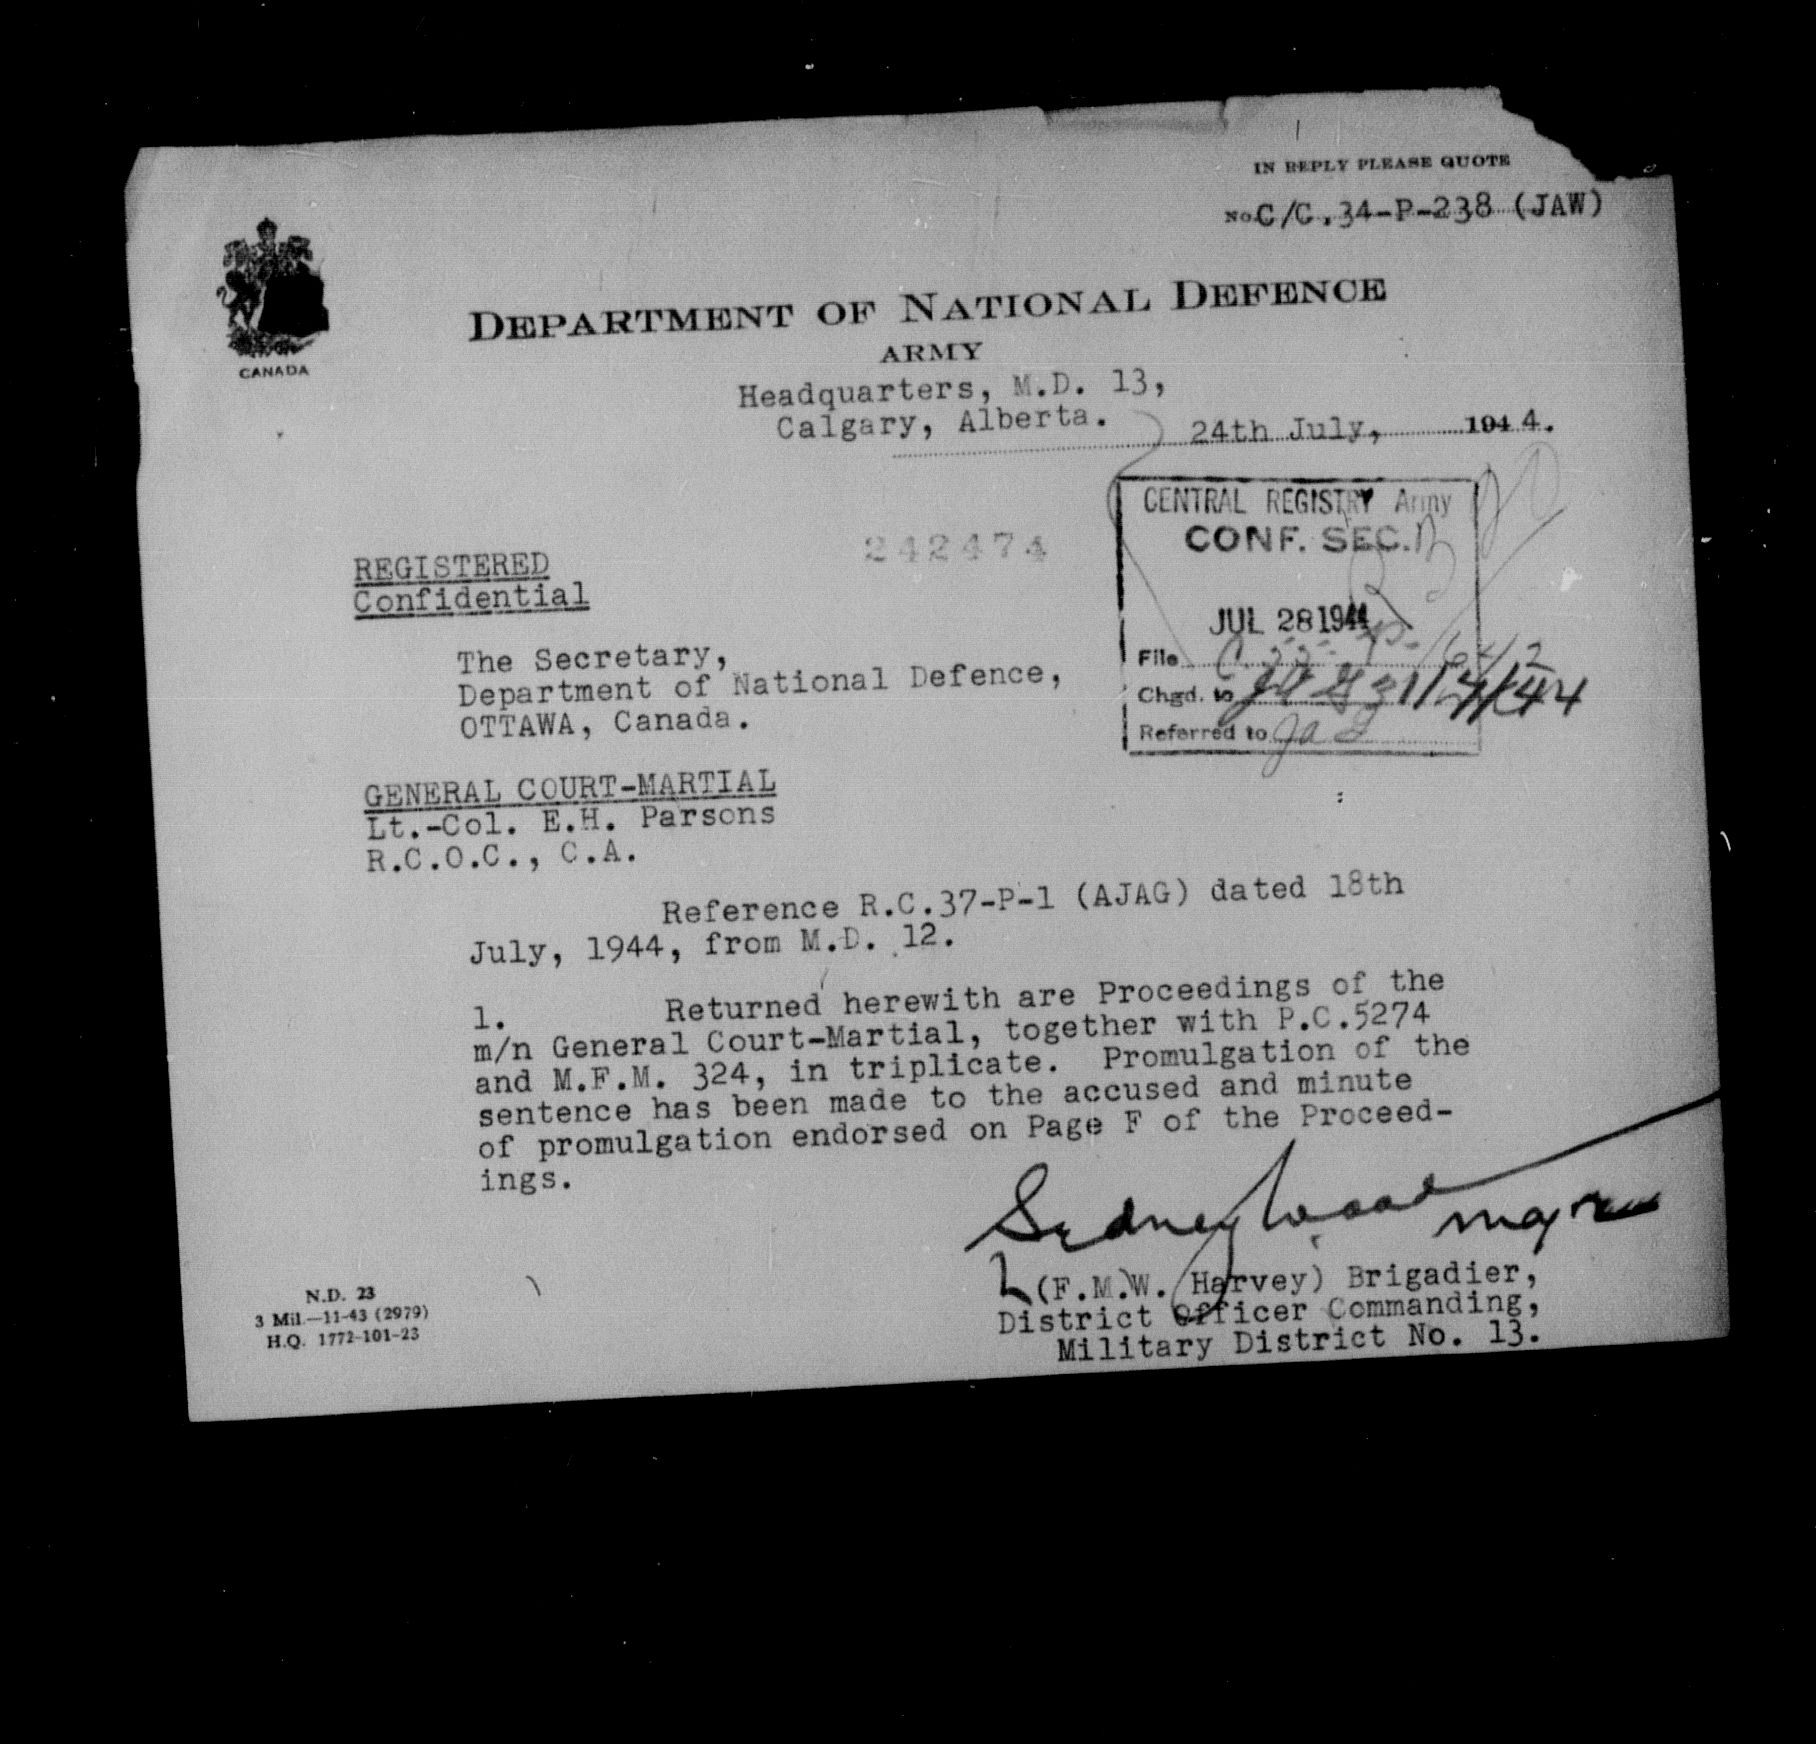 IN REPLY PLEASE QUOTE
No. C/C.34-P-238 (JAW)
CANADA
DEPARTMENT OF NATIONAL DEFENCE
ARMY
Headquarters, M.D. 13,
Calgary, Alberta.
24th July, 1944.
CENTRAL REGISTRY Army
CONF. SEC.
242474
REGISTERED
Confidential
JUL 28 1944
The Secretary,
Department of National Defence,
OTTAWA, Canada.
File
Chgd. to
Referred to
GENERAL COURT-MARTIAL
Lt.-Col. E.H. Parsons
R.C.O.C., C.A.
Reference R.C.37-P-1 (AJAG) dated 18th
July, 1944, from M.D. 12.
1. Returned herewith are Proceedings of the
m/n General Court-Martial, together with P.C.5274
and M.F.M. 324, in triplicate. Promulgation of the
sentence has been made to the accused and minute
of promulgation endorsed on Page F of the Proceed-
ings.
Sydney Wood Major
(F.M.W. Harvey) Brigadier,
District Officer Commanding,
Military District No. 13.
N.D. 23
3 Mil.—11-43 (2979)
H.Q. 1772-101-23